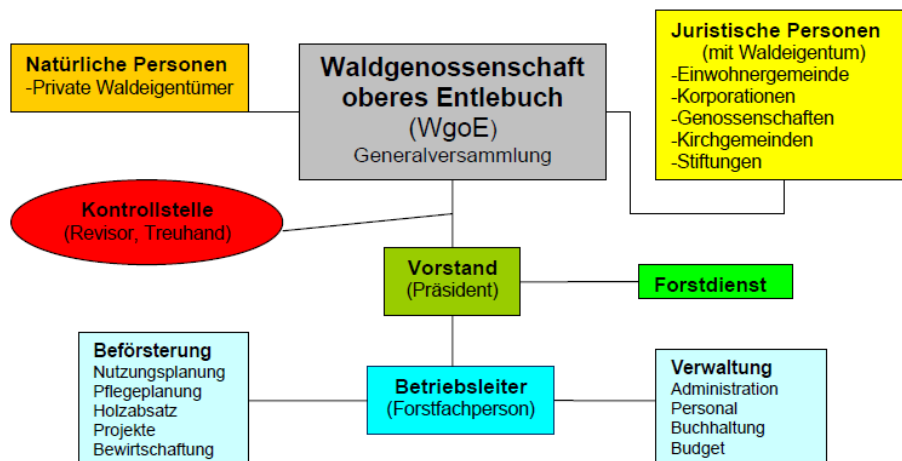 Natürliche Personen
-Private Waldeigentümer
Waldgenossenschaft
oberes Entlebuch
(WgoE)
Generalversammlung
Juristische Personen
(mit Waldeigentum)
-Einwohnergemeinde
-Korporationen
-Genossenschaften
-Kirchgemeinden
-Stiftungen
Kontrollstelle
(Revisor, Treuhand)
Vorstand
(Präsident)
Forstdienst
Beförsterung
Nutzungsplanung
Pflegeplanung
Holzabsatz
Projekte
Bewirtschaftung
Betriebsleiter
(Forstfachperson)
Verwaltung
Administration
Personal
Buchhaltung
Budget